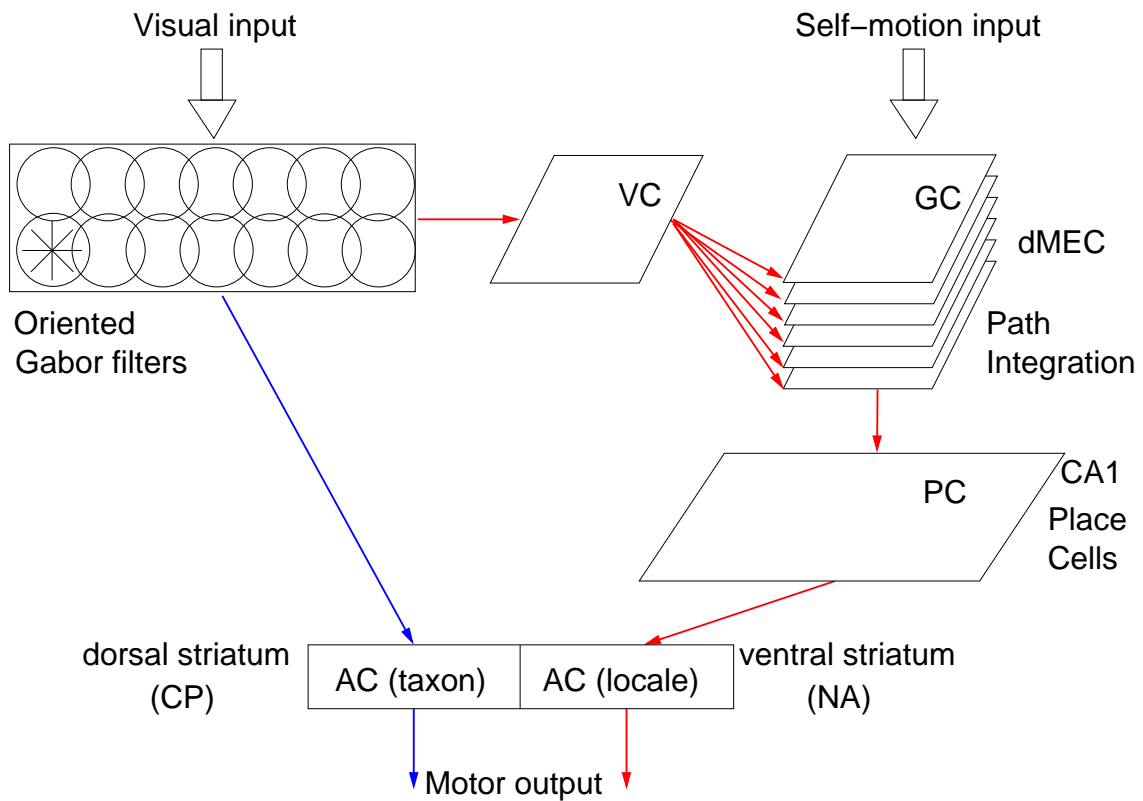 Visual input
Self−motion input
VC
GC
dMEC
Oriented
Gabor filters
Path
Integration
PC
CA1
Place
Cells
dorsal striatum
(CP)
AC (taxon)
AC (locale)
ventral striatum
(NA)
Motor output